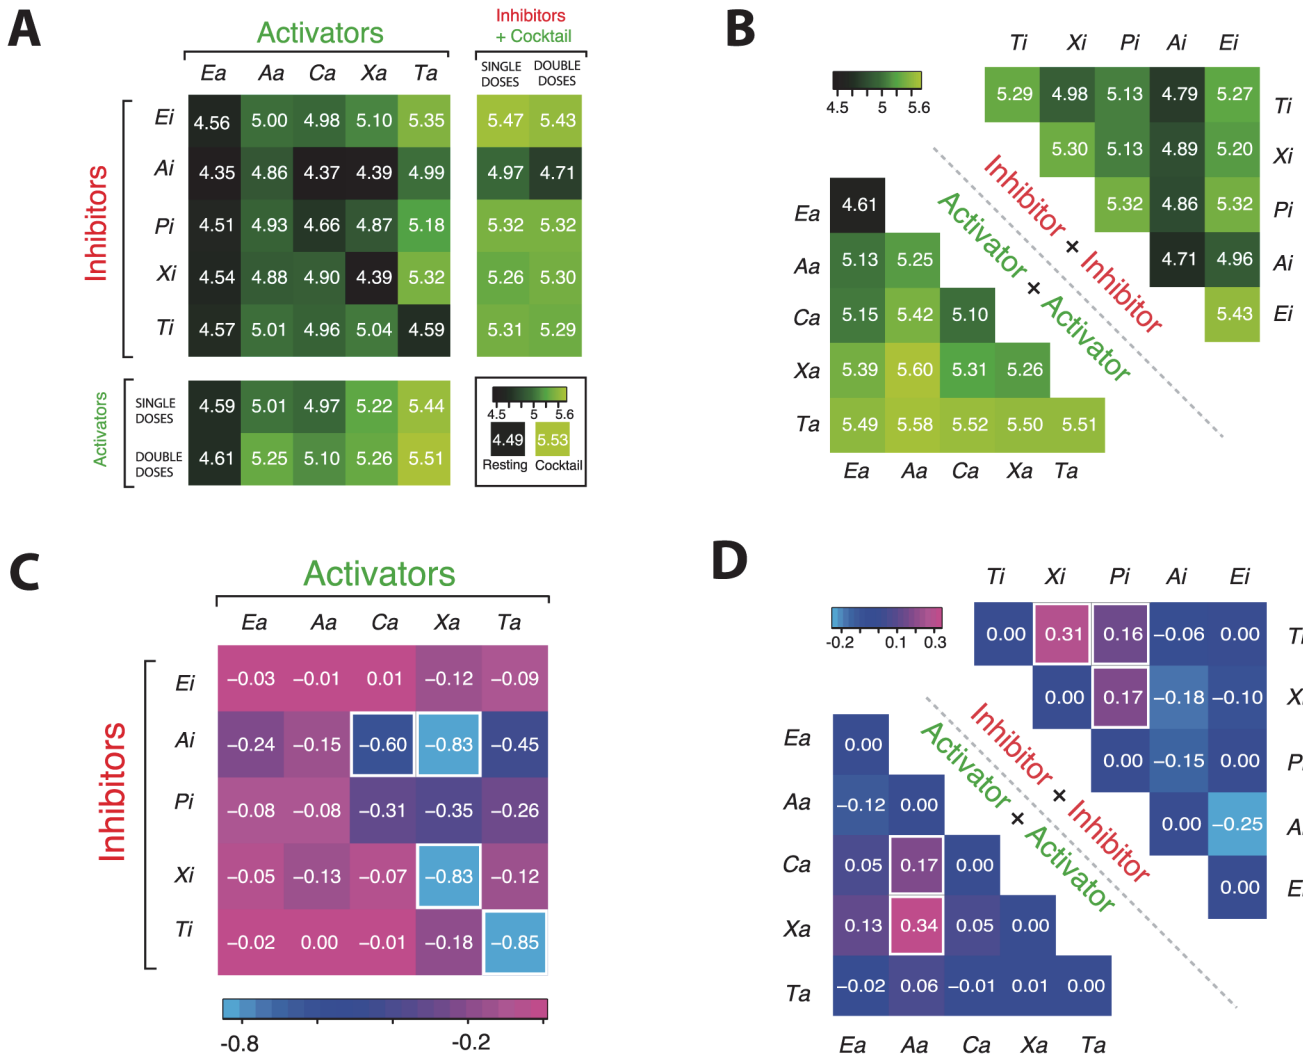 A
Activators
Inhibitors
+ Cocktail
Ea Aa Ca Xa Ta
SINGLE DOSES DOUBLE DOSES
Inhibitors
Ei 4.56 5.00 4.98 5.10 5.35 5.47 5.43
Ai 4.35 4.86 4.37 4.39 4.99 4.97 4.71
Pi 4.51 4.93 4.66 4.87 5.18 5.32 5.32
Xi 4.54 4.88 4.90 4.39 5.32 5.26 5.30
Ti 4.57 5.01 4.96 5.04 4.59 5.31 5.29
Activators
SINGLE DOSES 4.59 5.01 4.97 5.22 5.44
DOUBLE DOSES 4.61 5.25 5.10 5.26 5.51
4.5 5 5.6
4.49 5.53
Resting Cocktail
B
Ti Xi Pi Ai Ei
4.5 5 5.6
5.29 4.98 5.13 4.79 5.27 Ti
5.30 5.13 4.89 5.20 Xi
5.32 4.86 5.32 Pi
4.71 4.96 Ai
5.43 Ei
Inhibitor + Inhibitor
Activator + Activator
Ea 4.61
Aa 5.13 5.25
Ca 5.15 5.42 5.10
Xa 5.39 5.60 5.31 5.26
Ta 5.49 5.58 5.52 5.50 5.51
Ea Aa Ca Xa Ta
C
Activators
Ea Aa Ca Xa Ta
Inhibitors
Ei −0.03 −0.01 0.01 −0.12 −0.09
Ai −0.24 −0.15 −0.60 −0.83 −0.45
Pi −0.08 −0.08 −0.31 −0.35 −0.26
Xi −0.05 −0.13 −0.07 −0.83 −0.12
Ti −0.02 0.00 −0.01 −0.18 −0.85
-0.8 -0.2
D
Ti Xi Pi Ai Ei
-0.2 0.1 0.3
0.00 0.31 0.16 −0.06 0.00
0.00 0.17 −0.18 −0.10
0.00 −0.15 0.00
0.00 −0.25
0.00
Inhibitor + Inhibitor
Activator + Activator
Ea 0.00
Aa −0.12 0.00
Ca 0.05 0.17 0.00
Xa 0.13 0.34 0.05 0.00
Ta −0.02 0.06 −0.01 0.01 0.00
Ea Aa Ca Xa Ta